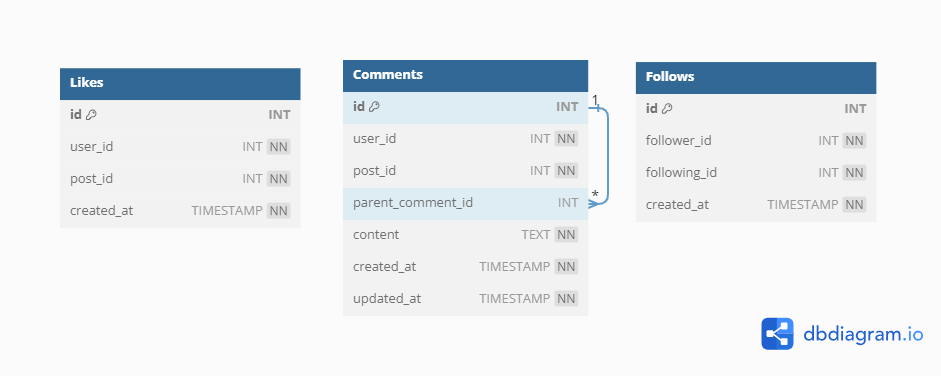 Likes
id INT
user_id INT NN
post_id INT NN
created_at TIMESTAMP NN
Comments
id INT
user_id INT NN
post_id INT NN
parent_comment_id INT
content TEXT NN
created_at TIMESTAMP NN
updated_at TIMESTAMP NN
1
*
Follows
id INT
follower_id INT NN
following_id INT NN
created_at TIMESTAMP NN
dbdiagram.io